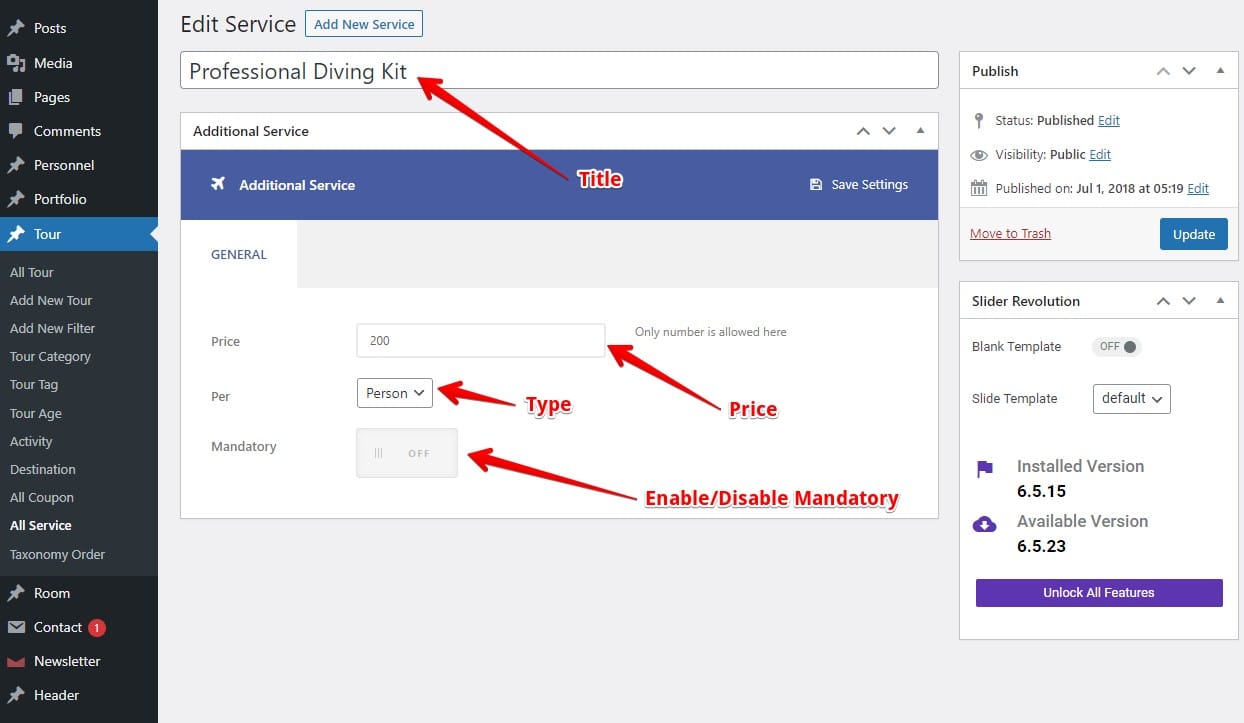 Posts
Media
Pages
Comments
Personnel
Portfolio
Tour
All Tour
Add New Tour
Add New Filter
Tour Category
Tour Tag
Tour Age
Activity
Destination
All Coupon
All Service
Taxonomy Order
Room
Contact 1
Newsletter
Header
Edit Service Add New Service
Professional Diving Kit
Title
Additional Service
Additional Service Save Settings
GENERAL
Price 200 Only number is allowed here
Price
Per Person
Type
Mandatory OFF
Enable/Disable Mandatory
Publish
Status: Published Edit
Visibility: Public Edit
Published on: Jul 1, 2018 at 05:19 Edit
Move to Trash Update
Slider Revolution
Blank Template OFF
Slide Template default
Installed Version
6.5.15
Available Version
6.5.23
Unlock All Features